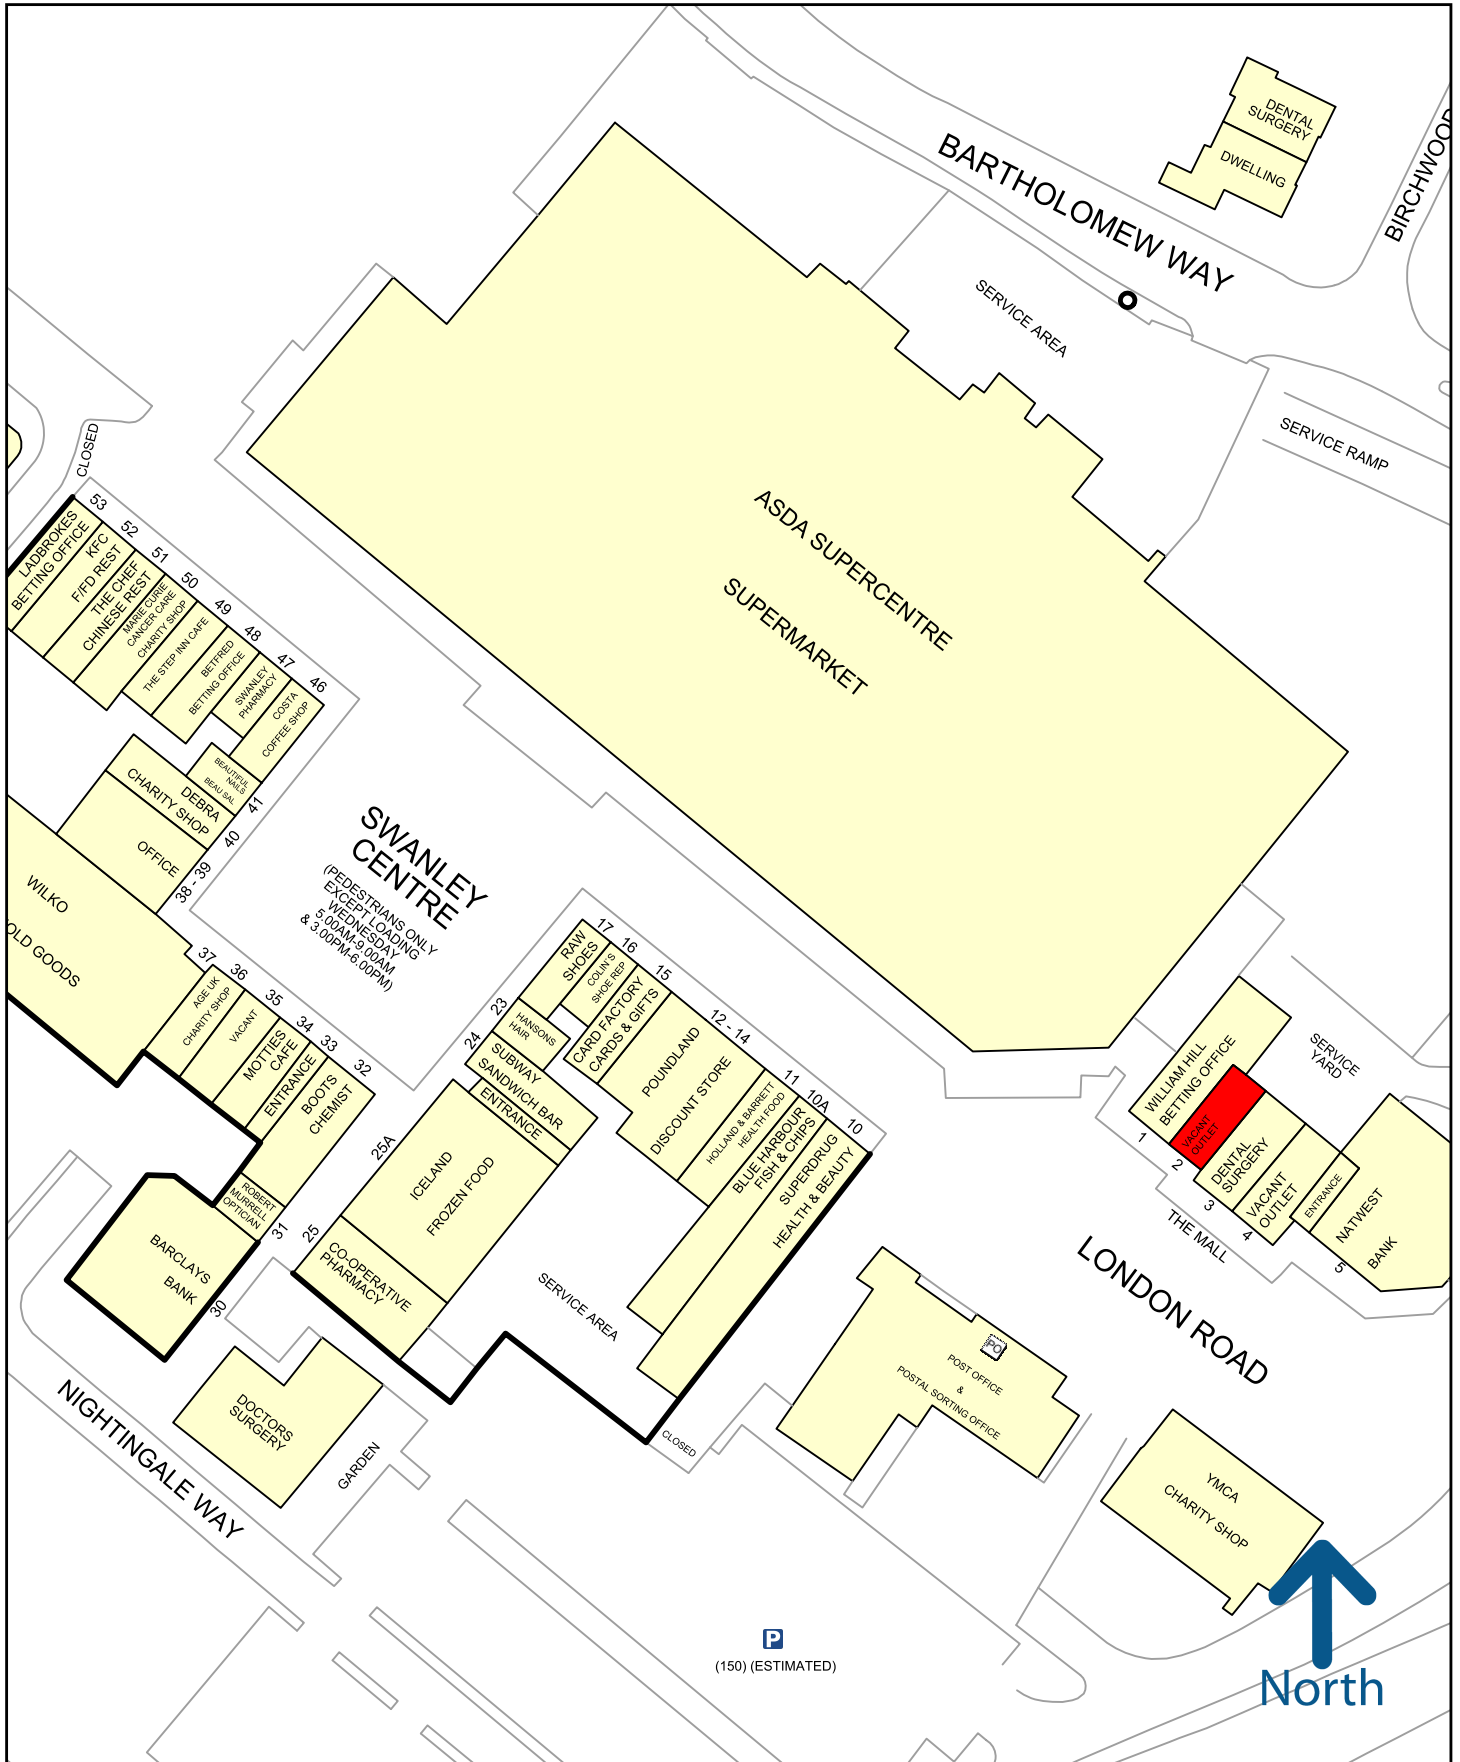 DENTAL
SURGERY
DWELLING
BARTHOLOMEW WAY
SERVICE AREA
SERVICE RAMP
CLOSED
ASDA SUPERCENTRE
SUPERMARKET
53
LADBROKES
BETTING OFFICE
52
KFC
F/FD REST
51
THE CHEF
CHINESE REST
50
MARIE CURIE
CANCER CARE
CHARITY SHOP
49
THE STEP INN CAFE
48
BETFRED
BETTING OFFICE
47
SWANLEY
PHARMACY
46
COSTA
COFFEE SHOP
BEAUTIFUL
NAILS
BEAU SAL
41
DEBRA
CHARITY SHOP
40
OFFICE
38 - 39
WILKO
OLD GOODS
SWANLEY
CENTRE
(PEDESTRIANS ONLY
EXCEPT LOADING
WEDNESDAY
5.00AM-9.00AM
& 3.00PM-6.00PM)
37
AGE UK
CHARITY SHOP
36
VACANT
35
MOTTIES
CAFE
34
ENTRANCE
33
BOOTS
CHEMIST
32
ROBERT
MURRELL
OPTICIAN
31
BARCLAYS
BANK
30
17
RAW
SHOES
16
COLIN'S
SHOE REP
15
CARD FACTORY
CARDS & GIFTS
12 - 14
POUNDLAND
DISCOUNT STORE
11
HOLLAND & BARRETT
HEALTH FOOD
10A
BLUE HARBOUR
FISH & CHIPS
10
SUPERDRUG
HEALTH & BEAUTY
23
HANSONS
HAIR
24
SUBWAY
SANDWICH BAR
ENTRANCE
25A
ICELAND
FROZEN FOOD
25
CO-OPERATIVE
PHARMACY
SERVICE AREA
CLOSED
DOCTORS
SURGERY
GARDEN
NIGHTINGALE WAY
WILLIAM HILL
BETTING OFFICE
1
VACANT
OUTLET
2
DENTAL
SURGERY
3
VACANT
OUTLET
4
ENTRANCE
NATWEST
BANK
5
SERVICE
YARD
THE MALL
LONDON ROAD
PO
POST OFFICE
&
POSTAL SORTING OFFICE
YMCA
CHARITY SHOP
P
(150) (ESTIMATED)
North